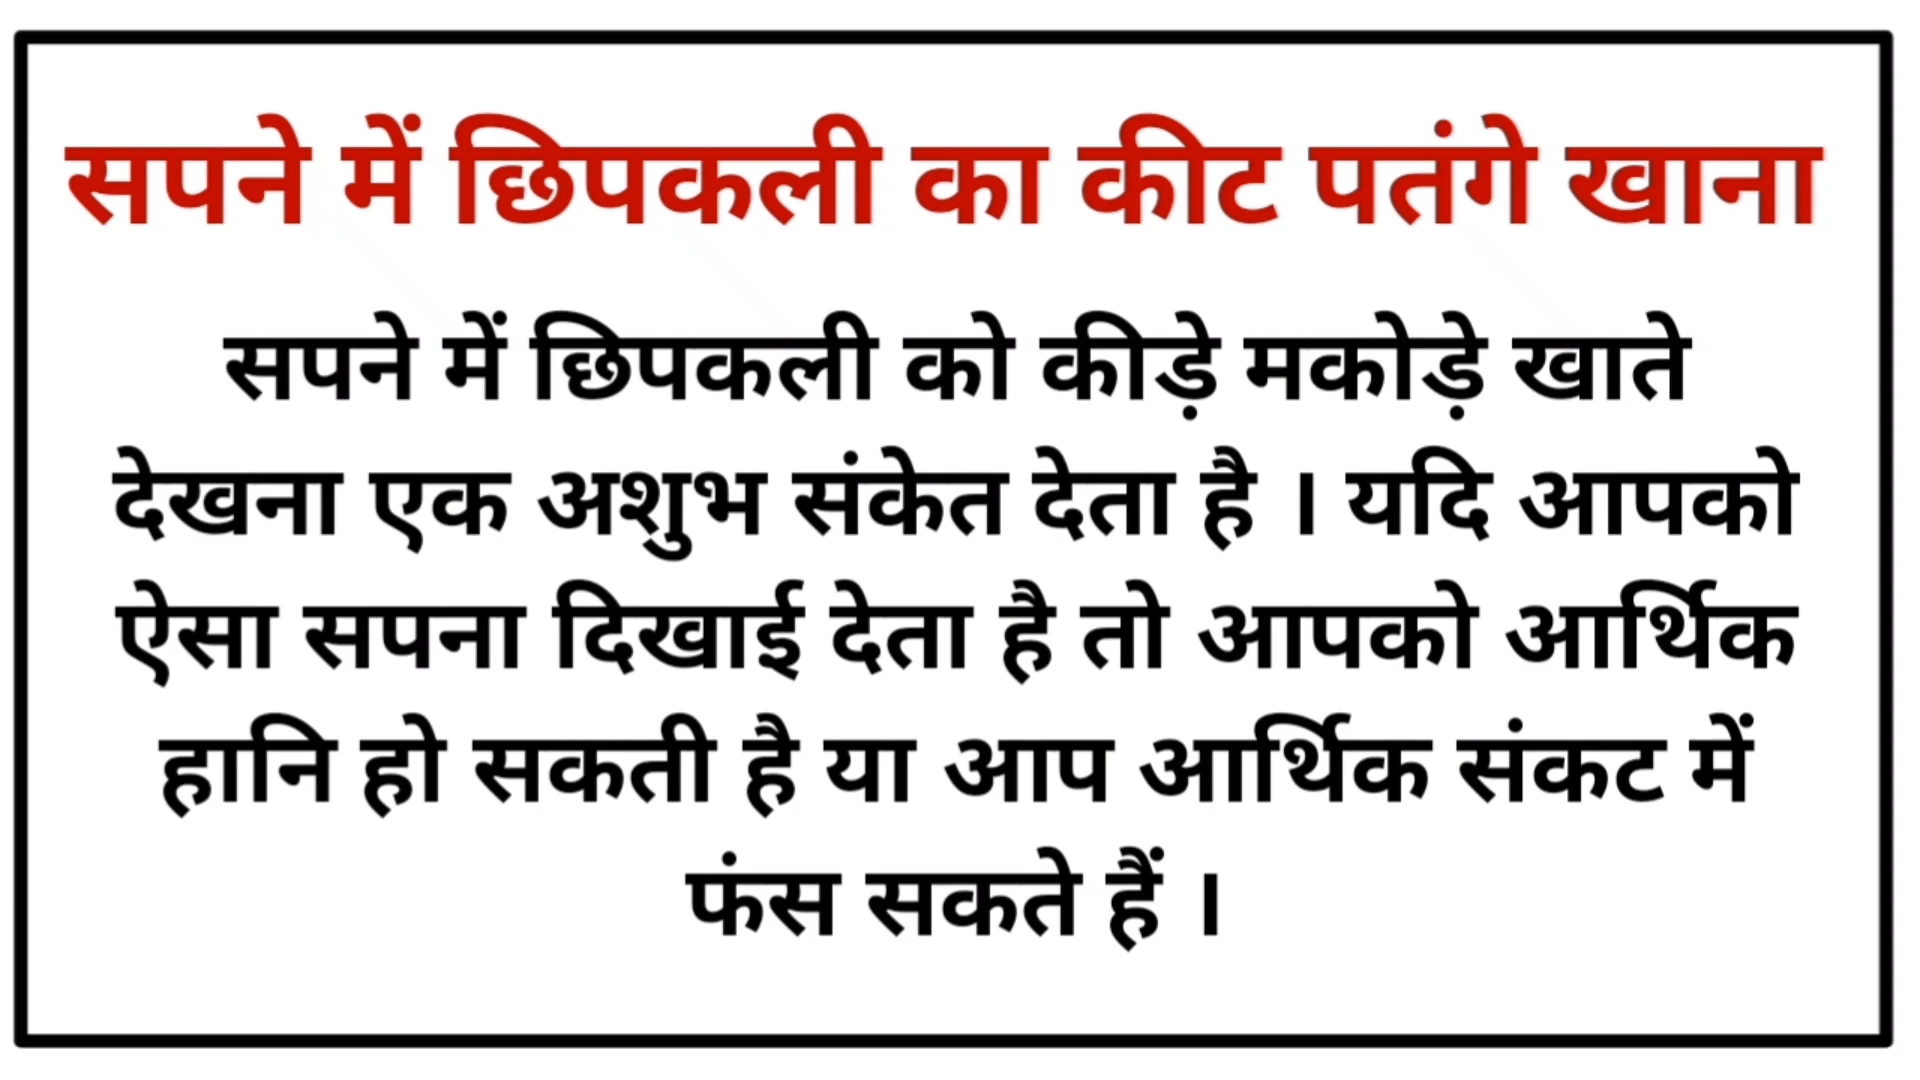 सपने में छिपकली का कीट पतंगे खाना
सपने में छिपकली को कीड़े मकोड़े खाते
देखना एक अशुभ संकेत देता है । यदि आपको
ऐसा सपना दिखाई देता है तो आपको आर्थिक
हानि हो सकती है या आप आर्थिक संकट में
फंस सकते हैं ।